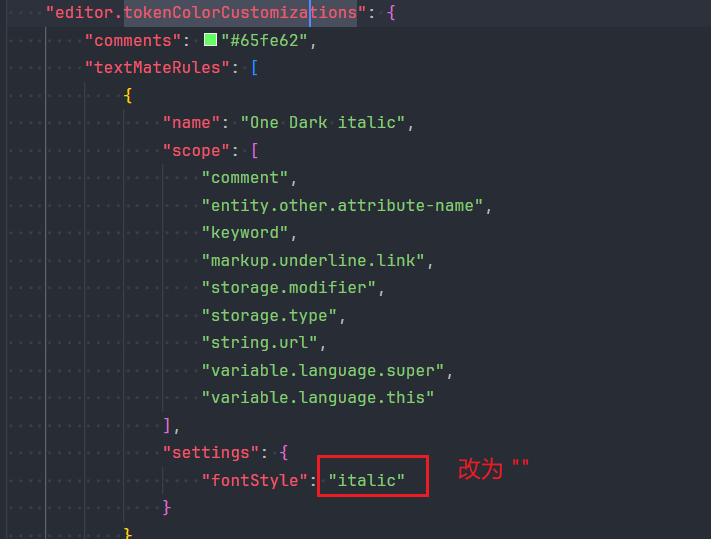 "editor.tokenColorCustomizations": {
"comments": "#65fe62",
"textMateRules": [
{
"name": "One Dark italic",
"scope": [
"comment",
"entity.other.attribute-name",
"keyword",
"markup.underline.link",
"storage.modifier",
"storage.type",
"string.url",
"variable.language.super",
"variable.language.this"
],
"settings": {
"fontStyle": "italic" 改为 ""
}
}